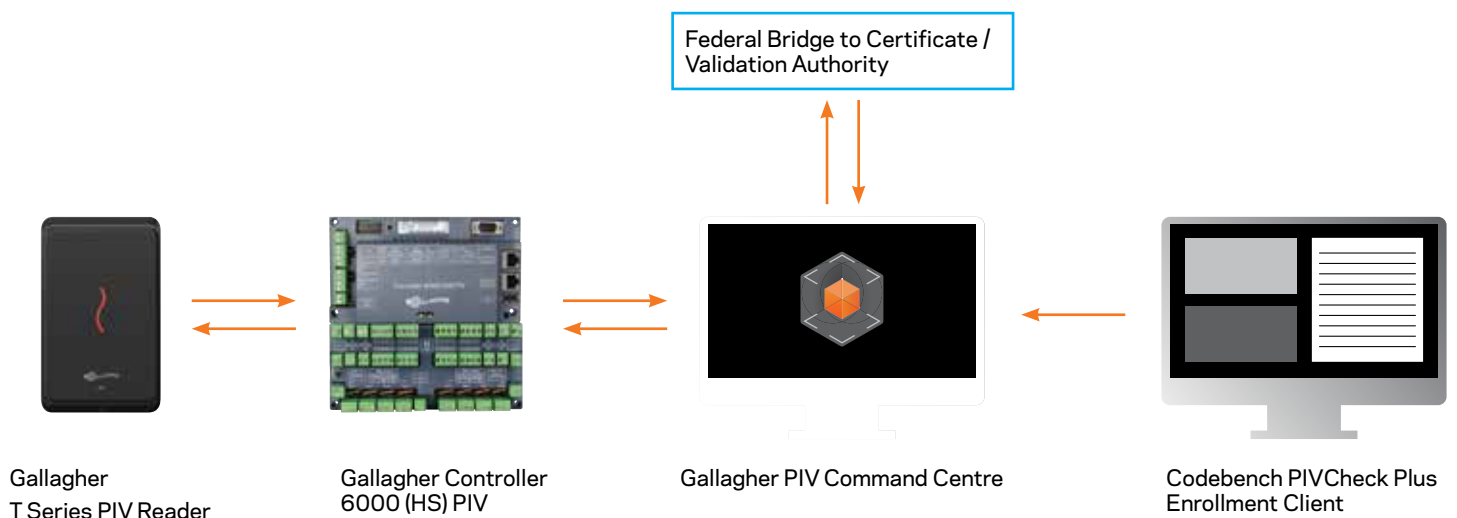 Federal Bridge to Certificate /
Validation Authority
Gallagher
T Series PIV Reader
Gallagher Controller
6000 (HS) PIV
Gallagher PIV Command Centre
Codebench PIVCheck Plus
Enrollment Client